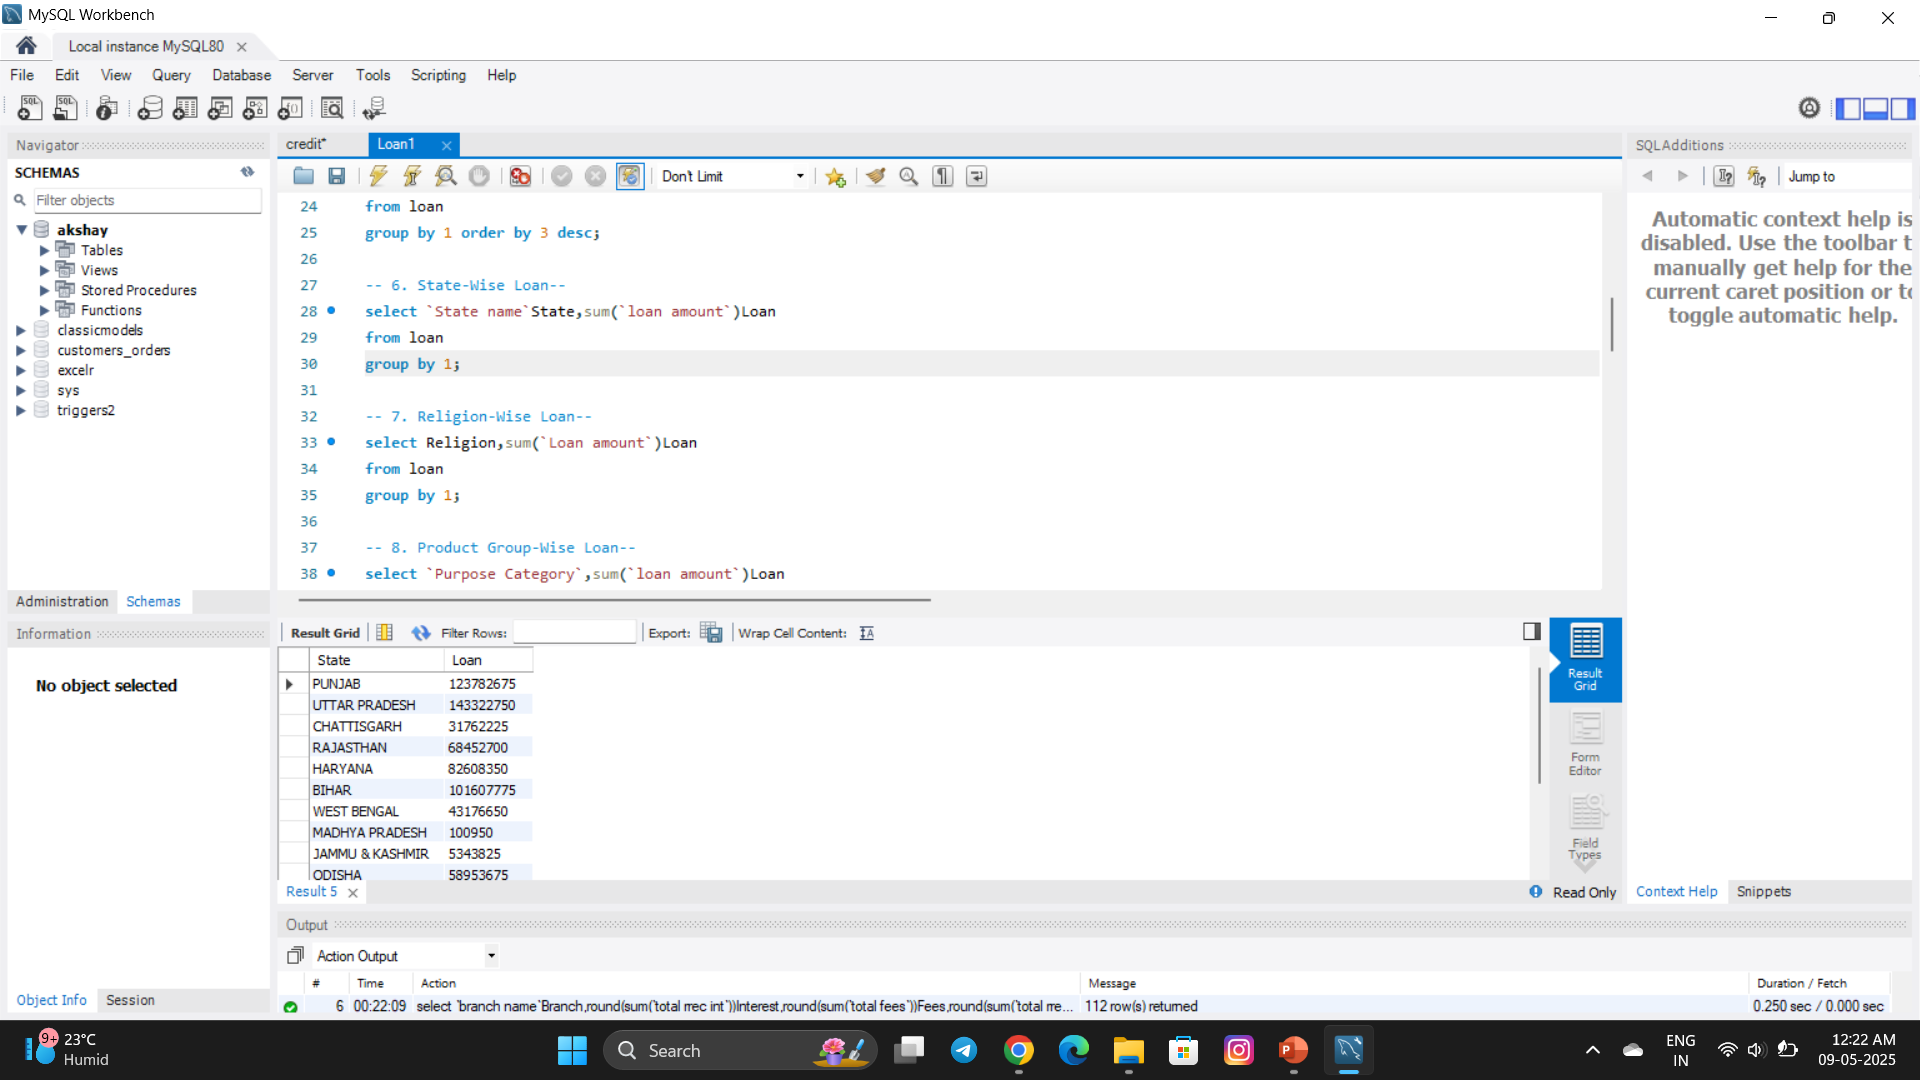 MySQL Workbench
Local instance MySQL80
File Edit View Query Database Server Tools Scripting Help
Navigator
SCHEMAS
Filter objects
akshay
Tables
Views
Stored Procedures
Functions
classicmodels
customers_orders
excelr
sys
triggers2
Administration Schemas
Information
No object selected
Object Info Session
credit* Loan1
Don't Limit
24 from loan
25 group by 1 order by 3 desc;
26
27 -- 6. State-Wise Loan--
28 select `State name`State,sum(`loan amount`)Loan
29 from loan
30 group by 1;
31
32 -- 7. Religion-Wise Loan--
33 select Religion,sum(`Loan amount`)Loan
34 from loan
35 group by 1;
36
37 -- 8. Product Group-Wise Loan--
38 select `Purpose Category`,sum(`loan amount`)Loan
Result Grid Filter Rows: Export: Wrap Cell Content:
State Loan
PUNJAB 123782675
UTTAR PRADESH 143322750
CHATTISGARH 31762225
RAJASTHAN 68452700
HARYANA 82608350
BIHAR 101607775
WEST BENGAL 43176650
MADHYA PRADESH 100950
JAMMU & KASHMIR 5343825
ODISHA 58953675
Result Grid
Form Editor
Field Types
Result 5
Read Only
SQLAdditions
Jump to
Automatic context help is
disabled. Use the toolbar t
manually get help for the
current caret position or to
toggle automatic help.
Context Help Snippets
Output
Action Output
# Time Action Message Duration / Fetch
6 00:22:09 select `branch name`Branch,round(sum(`total rrec int`))Interest,round(sum(`total fees`))Fees,round(sum(`total rre... 112 row(s) returned 0.250 sec / 0.000 sec
9+ 23°C
Humid
Search
ENG
IN
12:22 AM
09-05-2025